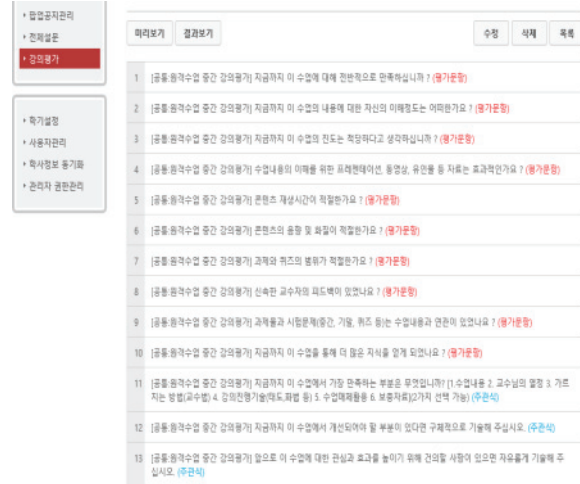 팝업공지관리
전체설문
강의평가
학기설정
사용자관리
학사정보 동기화
관리자 권한관리
미리보기 결과보기 수정 삭제 목록
1 [공통:원격수업 중간 강의평가] 지금까지 이 수업에 대해 전반적으로 만족하십니까 ? (평가문항)
2 [공통:원격수업 중간 강의평가] 지금까지 이 수업의 내용에 대한 자신의 이해정도는 어떠한가요 ? (평가문항)
3 [공통:원격수업 중간 강의평가] 지금까지 이 수업의 진도는 적당하다고 생각하십니까 ? (평가문항)
4 [공통:원격수업 중간 강의평가] 수업내용의 이해를 위한 프레젠테이션, 동영상, 유인물 등 자료는 효과적인가요 ? (평가문항)
5 [공통:원격수업 중간 강의평가] 콘텐츠 재생시간이 적절한가요 ? (평가문항)
6 [공통:원격수업 중간 강의평가] 콘텐츠의 음향 및 화질이 적절한가요 ? (평가문항)
7 [공통:원격수업 중간 강의평가] 과제와 퀴즈의 범위가 적절한가요 ? (평가문항)
8 [공통:원격수업 중간 강의평가] 신속한 교수자의 피드백이 있었나요 ? (평가문항)
9 [공통:원격수업 중간 강의평가] 과제물과 시험문제(중간, 기말, 퀴즈 등)는 수업내용과 연관이 있었나요 ? (평가문항)
10 [공통:원격수업 중간 강의평가] 지금까지 이 수업을 통해 더 많은 지식을 얻게 되었나요 ? (평가문항)
11 [공통:원격수업 중간 강의평가] 지금까지 이 수업에서 가장 만족하는 부분은 무엇입니까? [1.수업내용 2. 교수님의 열정 3. 가르
치는 방법(교수법) 4. 강의진행기술(태도,화법 등) 5. 수업매체활용 6. 보충자료](2가지 선택 가능) (주관식)
12 [공통:원격수업 중간 강의평가] 지금까지 이 수업에서 개선되어야 할 부분이 있다면 구체적으로 기술해 주십시오. (주관식)
13 [공통:원격수업 중간 강의평가] 앞으로 이 수업에 대한 관심과 효과를 높이기 위해 건의할 사항이 있으면 자유롭게 기술해 주
십시오. (주관식)